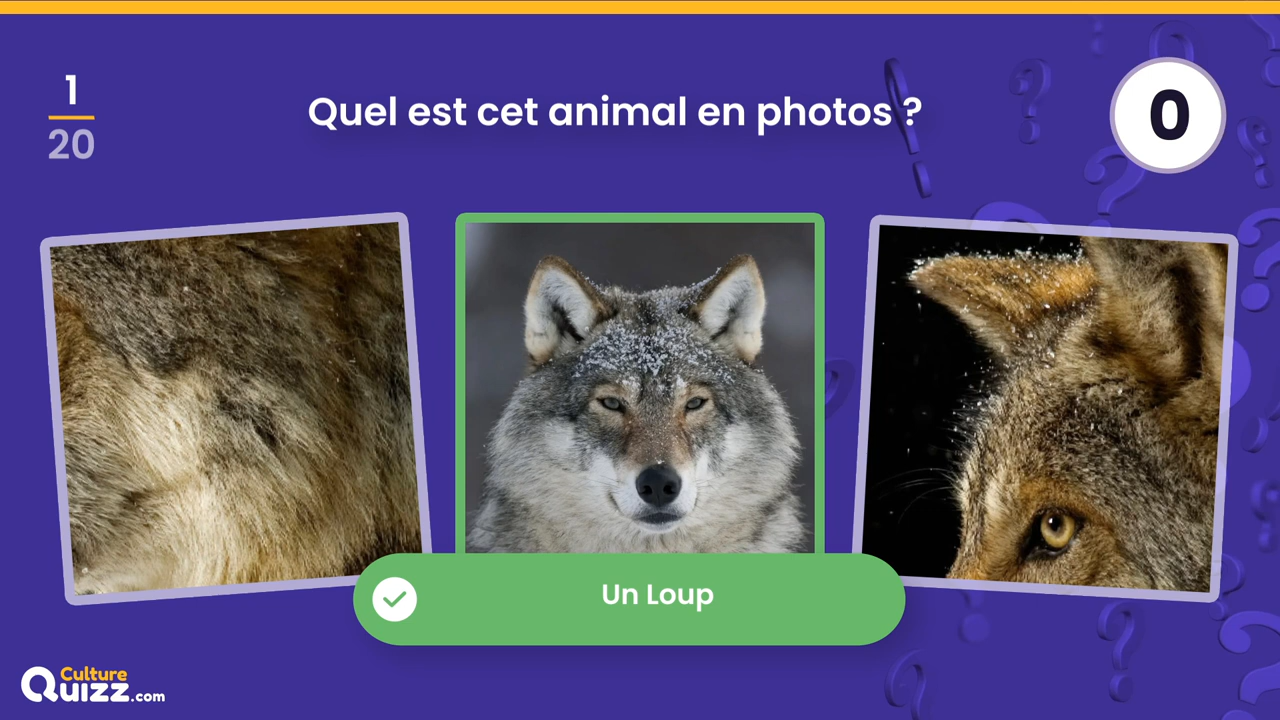 1
20
Quel est cet animal en photos ?
0
Un Loup
Culture
Quizz.com